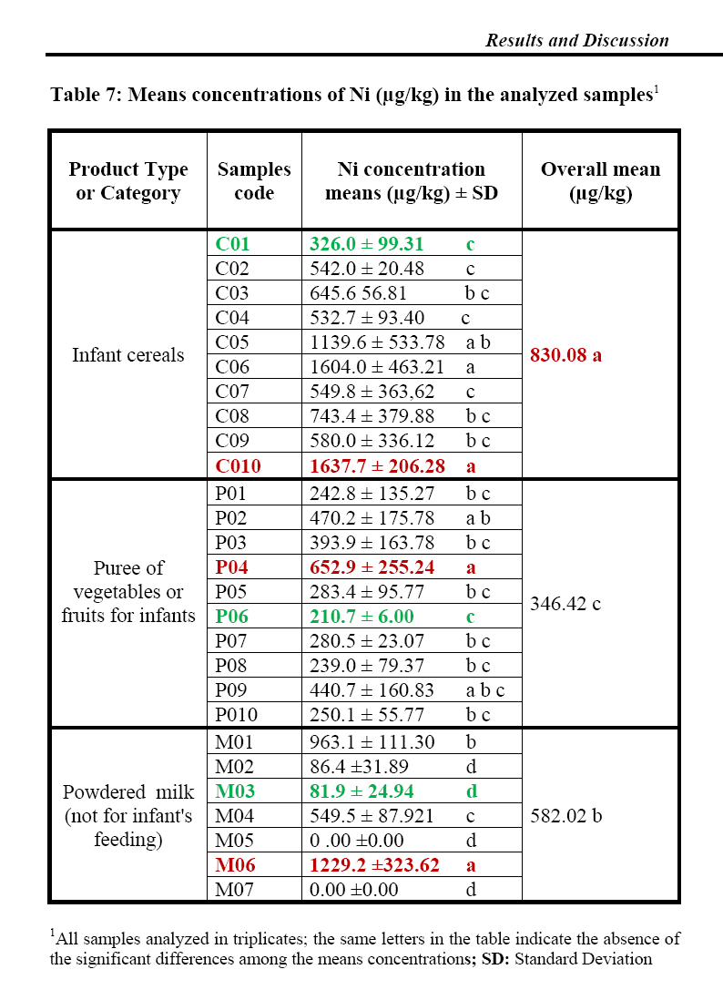 Results and Discussion
Table 7: Means concentrations of Ni (µg/kg) in the analyzed samples1
Product Type or Category Samples code Ni concentration means (µg/kg) ± SD Overall mean (µg/kg)
Infant cereals
C01 326.0 ± 99.31 c
C02 542.0 ± 20.48 c
C03 645.6 56.81 b c
C04 532.7 ± 93.40 c
C05 1139.6 ± 533.78 a b
C06 1604.0 ± 463.21 a
C07 549.8 ± 363,62 c
C08 743.4 ± 379.88 b c
C09 580.0 ± 336.12 b c
C010 1637.7 ± 206.28 a
830.08 a
Puree of
vegetables or
fruits for infants
P01 242.8 ± 135.27 b c
P02 470.2 ± 175.78 a b
P03 393.9 ± 163.78 b c
P04 652.9 ± 255.24 a
P05 283.4 ± 95.77 b c
P06 210.7 ± 6.00 c
P07 280.5 ± 23.07 b c
P08 239.0 ± 79.37 b c
P09 440.7 ± 160.83 a b c
P010 250.1 ± 55.77 b c
346.42 c
Powdered milk
(not for infant's
feeding)
M01 963.1 ± 111.30 b
M02 86.4 ±31.89 d
M03 81.9 ± 24.94 d
M04 549.5 ± 87.921 c
M05 0 .00 ±0.00 d
M06 1229.2 ±323.62 a
M07 0.00 ±0.00 d
582.02 b
1All samples analyzed in triplicates; the same letters in the table indicate the absence of
the significant differences among the means concentrations; SD: Standard Deviation